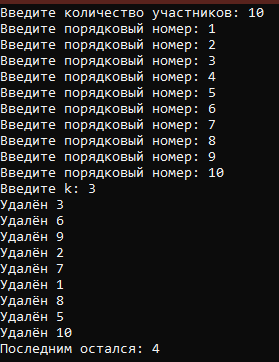 Введите количество участников: 10
Введите порядковый номер: 1
Введите порядковый номер: 2
Введите порядковый номер: 3
Введите порядковый номер: 4
Введите порядковый номер: 5
Введите порядковый номер: 6
Введите порядковый номер: 7
Введите порядковый номер: 8
Введите порядковый номер: 9
Введите порядковый номер: 10
Введите k: 3
Удалён 3
Удалён 6
Удалён 9
Удалён 2
Удалён 7
Удалён 1
Удалён 8
Удалён 5
Удалён 10
Последним остался: 4